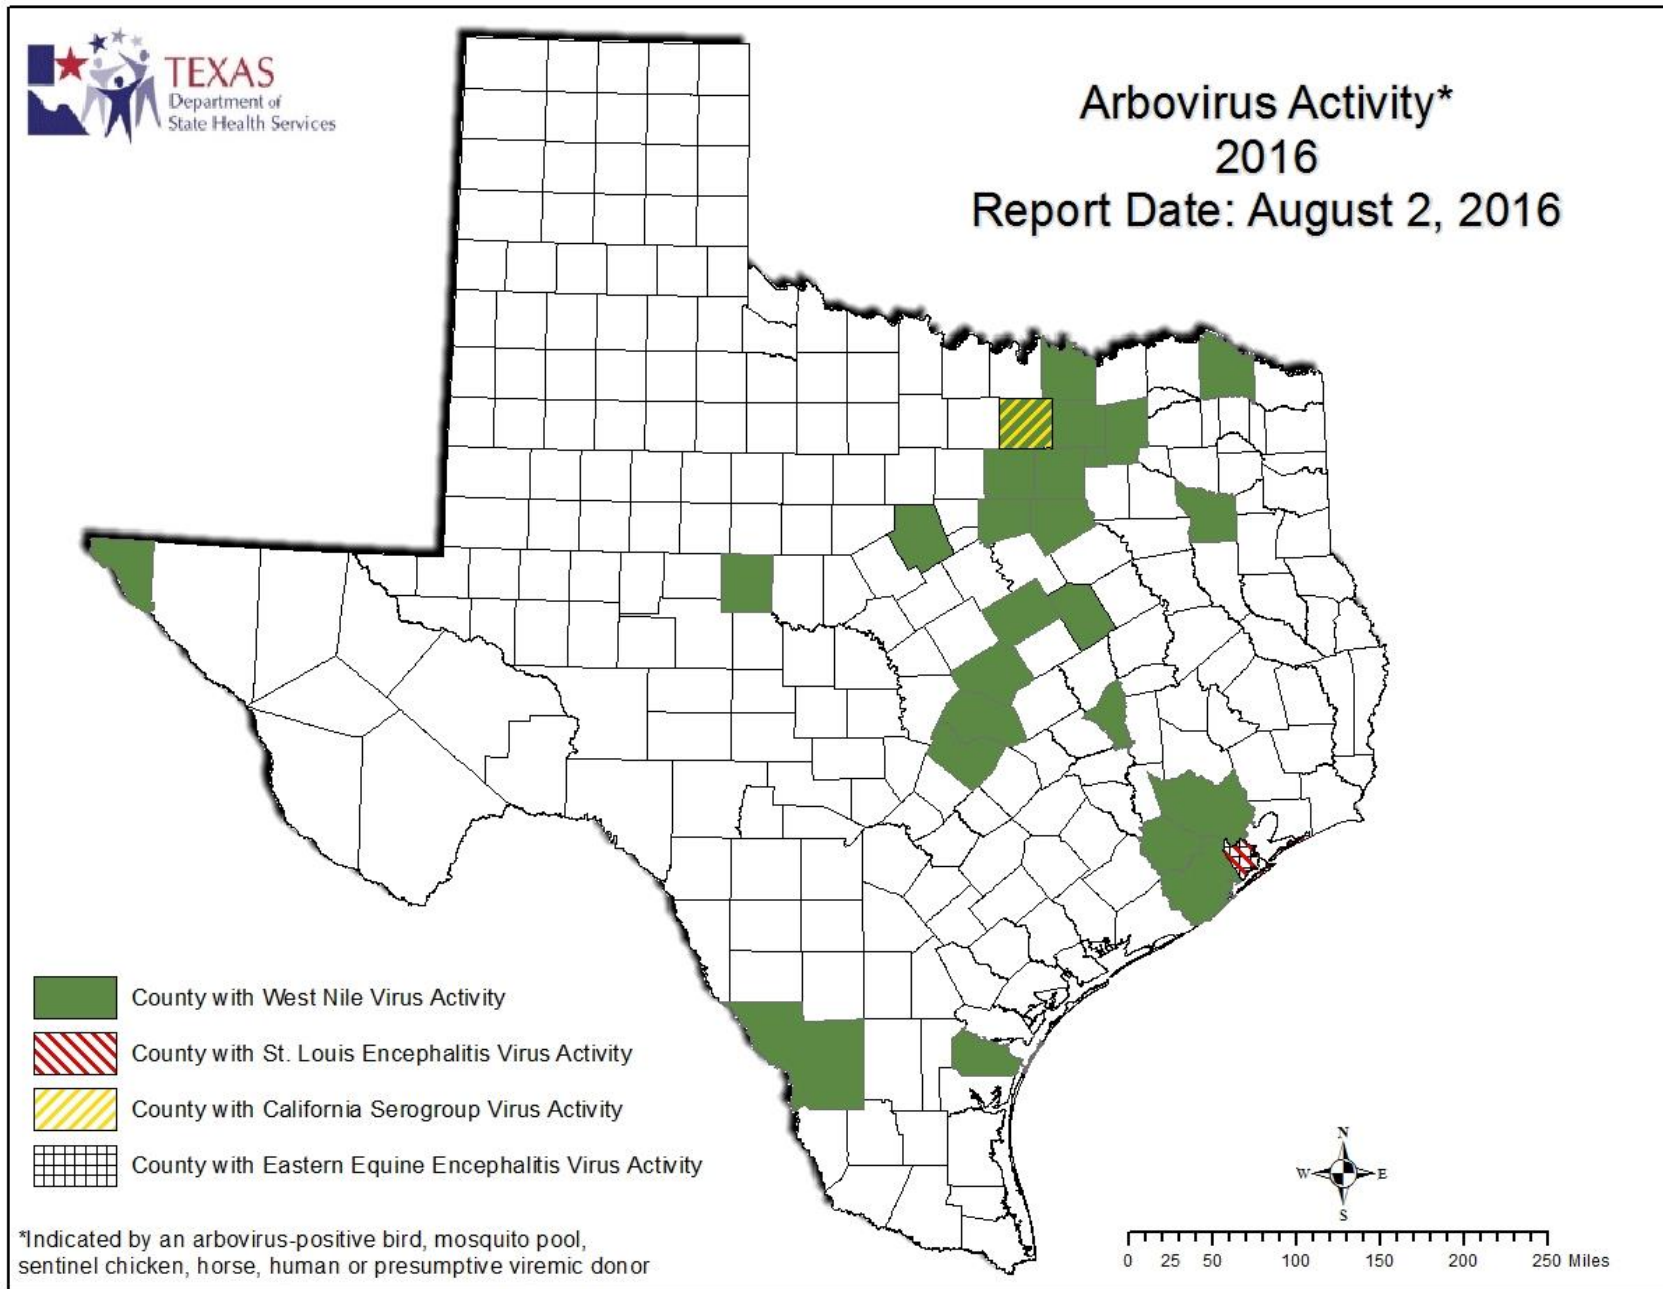 TEXAS
Department of
State Health Services
Arbovirus Activity*
2016
Report Date: August 2, 2016
County with West Nile Virus Activity
County with St. Louis Encephalitis Virus Activity
County with California Serogroup Virus Activity
County with Eastern Equine Encephalitis Virus Activity
*Indicated by an arbovirus-positive bird, mosquito pool,
sentinel chicken, horse, human or presumptive viremic donor
N
W E
S
0 25 50 100 150 200 250 Miles